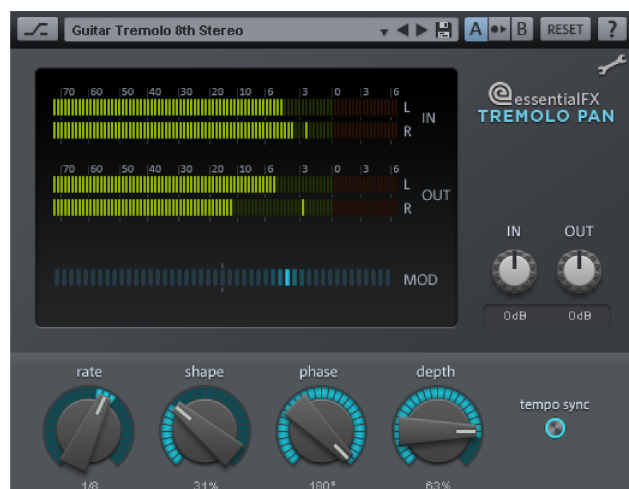 Guitar Tremolo 8th Stereo A B RESET ?
essentialFX
TREMOLO PAN
70 60 50 40 30 20 10 6 3 0 3 6
L
IN
R
70 60 50 40 30 20 10 6 3 0 3 6
L
OUT
R
MOD
IN OUT
0dB 0dB
rate shape phase depth
tempo sync
1/8 31% 180° 63%